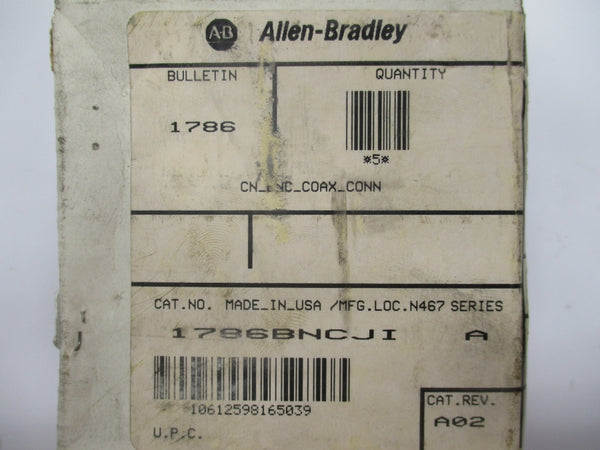 AB Allen-Bradley
BULLETIN QUANTITY
1786
*5*
CN_BNC_COAX_CONN
CAT.NO. MADE_IN_USA /MFG.LOC.N467 SERIES
1786BNCJI A
10612598165039
CAT.REV.
A02
U.P.C.